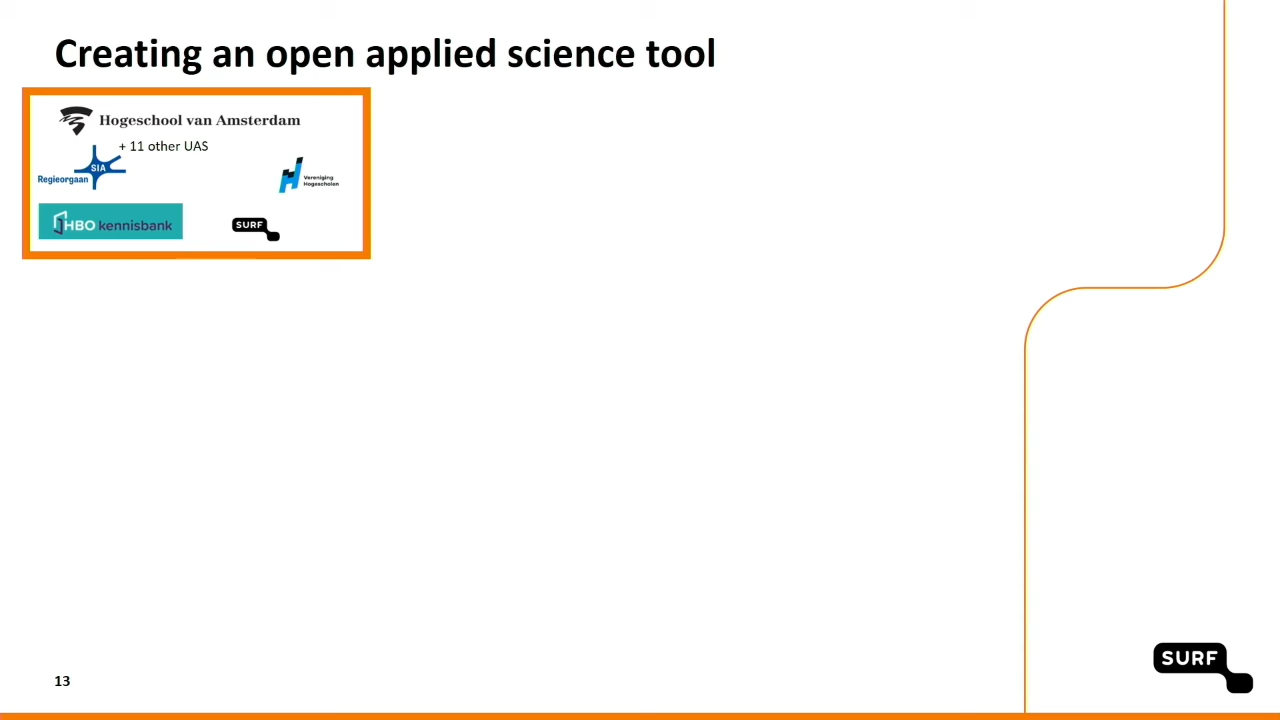 Creating an open applied science tool
Hogeschool van Amsterdam
+ 11 other UAS
SIA
Regieorgaan
Vereniging
Hogescholen
HBO kennisbank
SURF
SURF
13